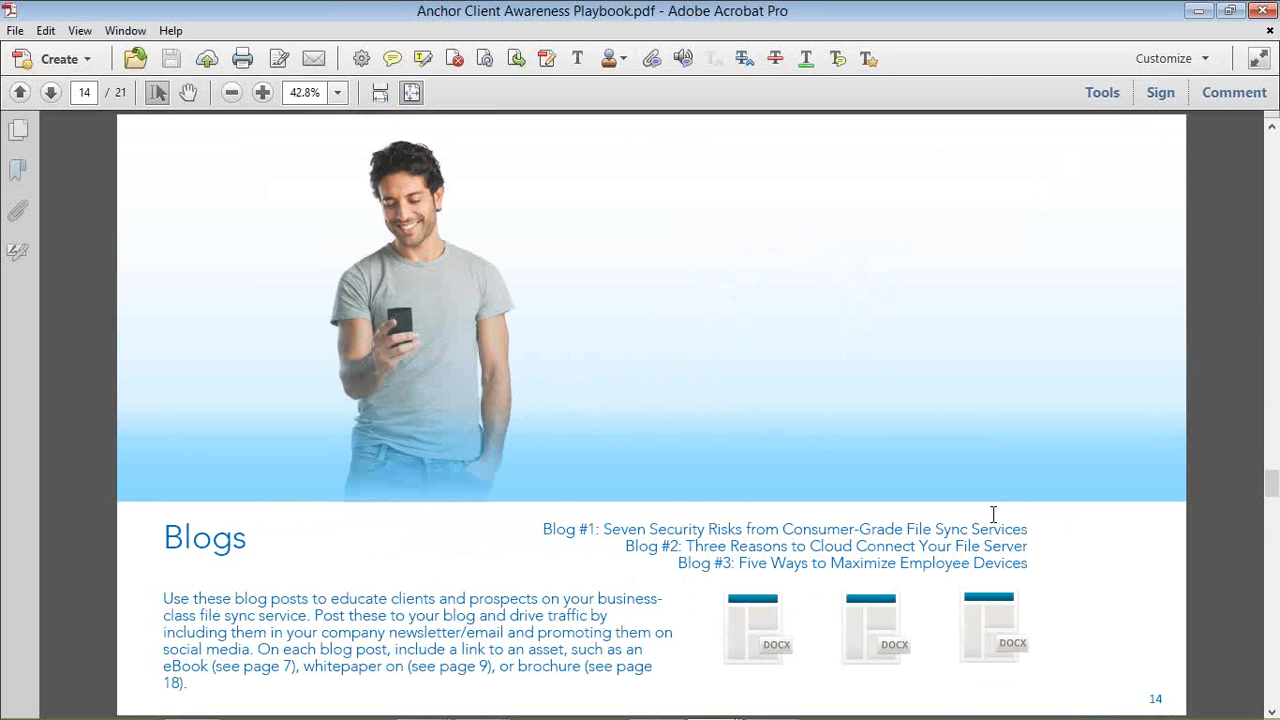 Anchor Client Awareness Playbook.pdf - Adobe Acrobat Pro
File Edit View Window Help
Create
Customize
14 / 21
42.8%
Tools Sign Comment
Blogs
Blog #1: Seven Security Risks from Consumer-Grade File Sync Services
Blog #2: Three Reasons to Cloud Connect Your File Server
Blog #3: Five Ways to Maximize Employee Devices
Use these blog posts to educate clients and prospects on your business-
class file sync service. Post these to your blog and drive traffic by
including them in your company newsletter/email and promoting them on
social media. On each blog post, include a link to an asset, such as an
eBook (see page 7), whitepaper on (see page 9), or brochure (see page
18).
DOCX DOCX DOCX
14